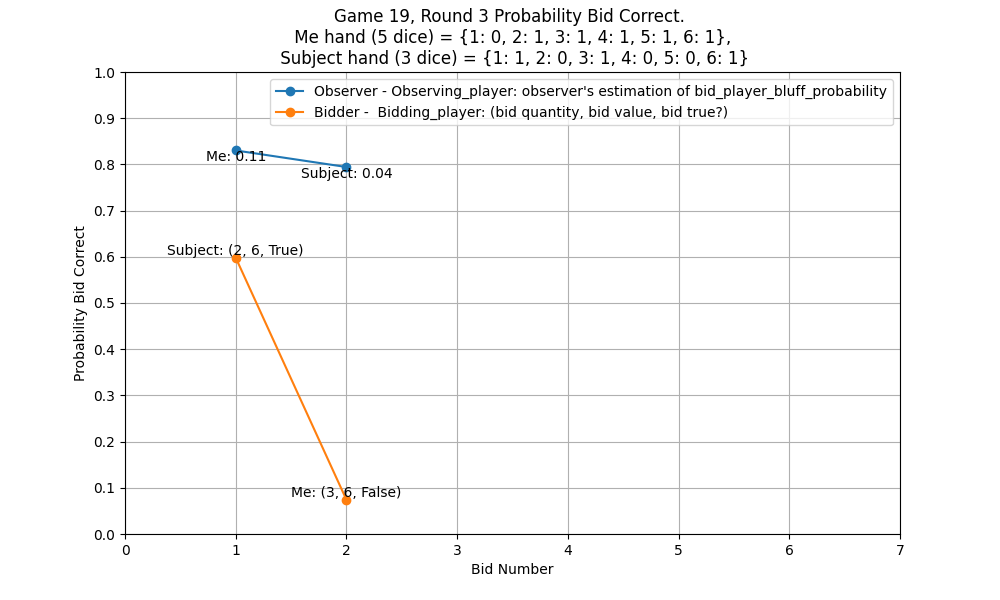 Game 19, Round 3 Probability Bid Correct.
Me hand (5 dice) = {1: 0, 2: 1, 3: 1, 4: 1, 5: 1, 6: 1},
Subject hand (3 dice) = {1: 1, 2: 0, 3: 1, 4: 0, 5: 0, 6: 1}
Observer - Observing_player: observer's estimation of bid_player_bluff_probability
Bidder -  Bidding_player: (bid quantity, bid value, bid true?)
1.0
0.9
0.8
0.7
0.6
0.5
0.4
0.3
0.2
0.1
0.0
Probability Bid Correct
Me: 0.11
Subject: 0.04
Subject: (2, 6, True)
Me: (3, 6, False)
0 1 2 3 4 5 6 7
Bid Number